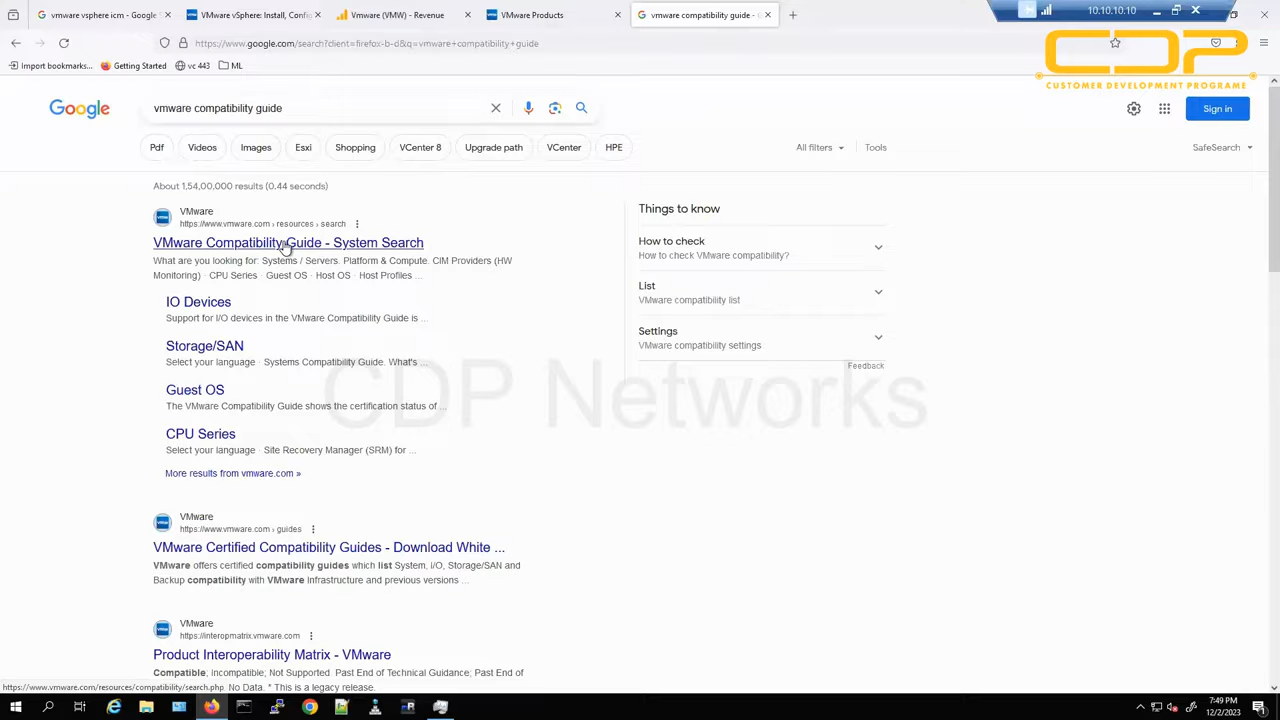 vmware vsphere icm - Google
VMware vSphere: Install, Config
Vmware (VMW) - Revenue
VMware Products
vmware compatibility guide -
10.10.10.10
https://www.google.com/search?client=firefox-b-d&q=vmware+compatibility+guide
Import bookmarks...
Getting Started
vc 443
ML
CDP
CUSTOMER DEVELOPMENT PROGRAME
Google
vmware compatibility guide
Sign in
Pdf
Videos
Images
Esxi
Shopping
VCenter 8
Upgrade path
VCenter
HPE
All filters
Tools
SafeSearch
About 1,54,00,000 results (0.44 seconds)
VMware
https://www.vmware.com › resources › search
VMware Compatibility Guide - System Search
What are you looking for: Systems / Servers. Platform & Compute. CIM Providers (HW
Monitoring) · CPU Series · Guest OS · Host OS · Host Profiles ...
IO Devices
Support for I/O devices in the VMware Compatibility Guide is ...
Storage/SAN
Select your language · Systems Compatibility Guide. What's ...
Guest OS
The VMware Compatibility Guide shows the certification status of ...
CPU Series
Select your language · Site Recovery Manager (SRM) for ...
More results from vmware.com »
VMware
https://www.vmware.com › guides
VMware Certified Compatibility Guides - Download White ...
VMware offers certified compatibility guides which list System, I/O, Storage/SAN and
Backup compatibility with VMware Infrastructure and previous versions ...
VMware
https://interopmatrix.vmware.com
Product Interoperability Matrix - VMware
Compatible; incompatible; Not Supported. Past End of Technical Guidance; Past End of
No Data. * This is a legacy release.
Things to know
How to check
How to check VMware compatibility?
List
VMware compatibility list
Settings
VMware compatibility settings
Feedback
CDP Networks
https://www.vmware.com/resources/compatibility/search.php
7:49 PM
12/2/2023